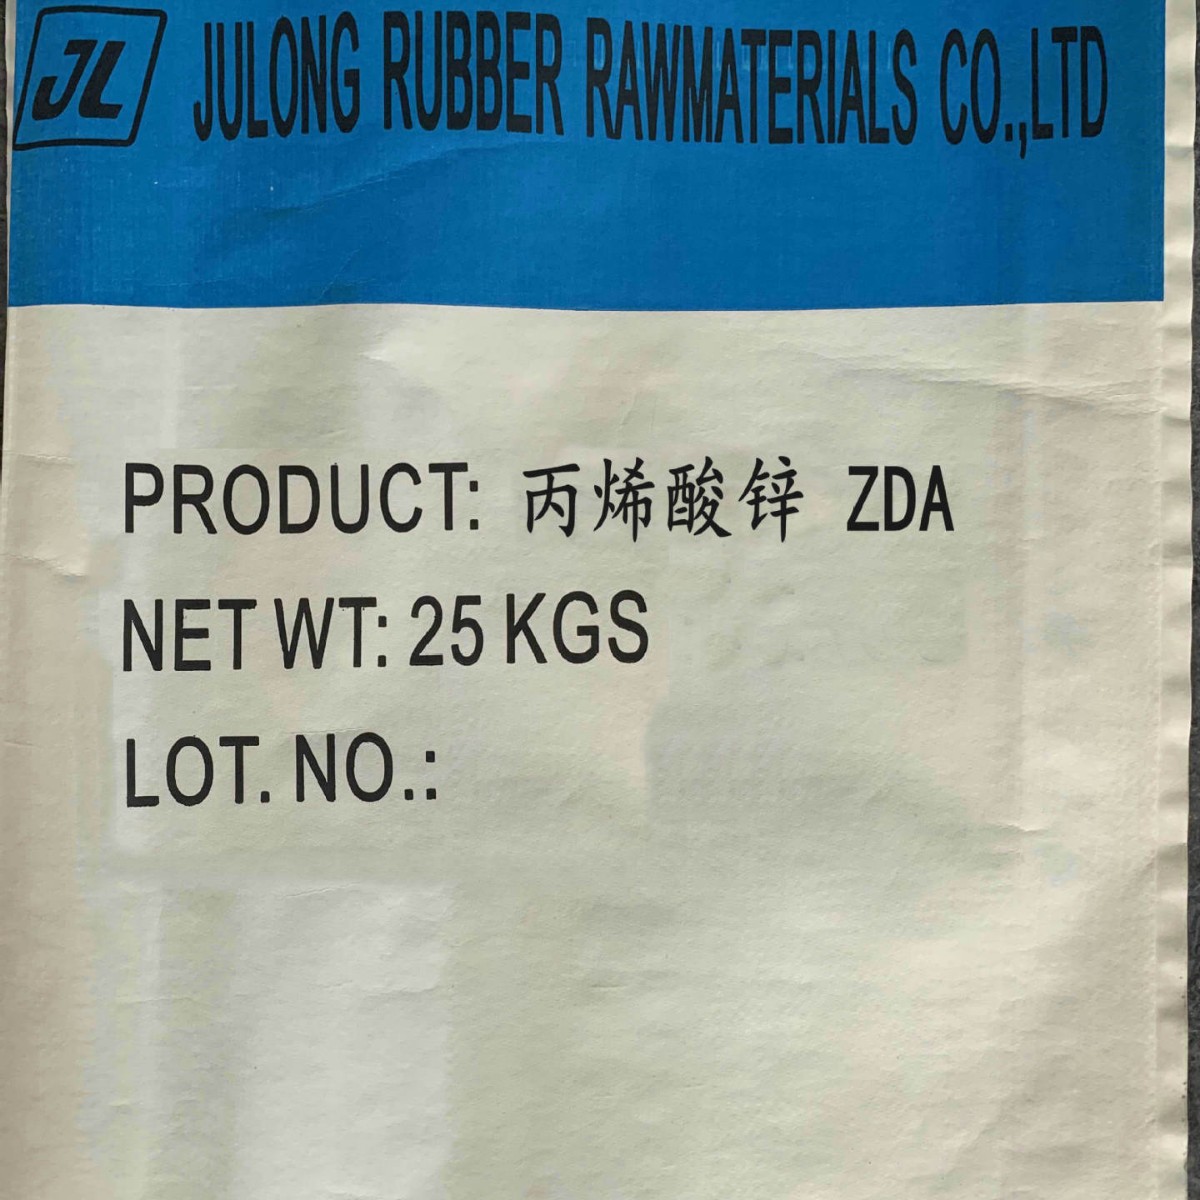 JL JULONG RUBBER RAWMATERIALS CO.,LTD
PRODUCT: 丙烯酸锌 ZDA
NET WT: 25 KGS
LOT. NO.: